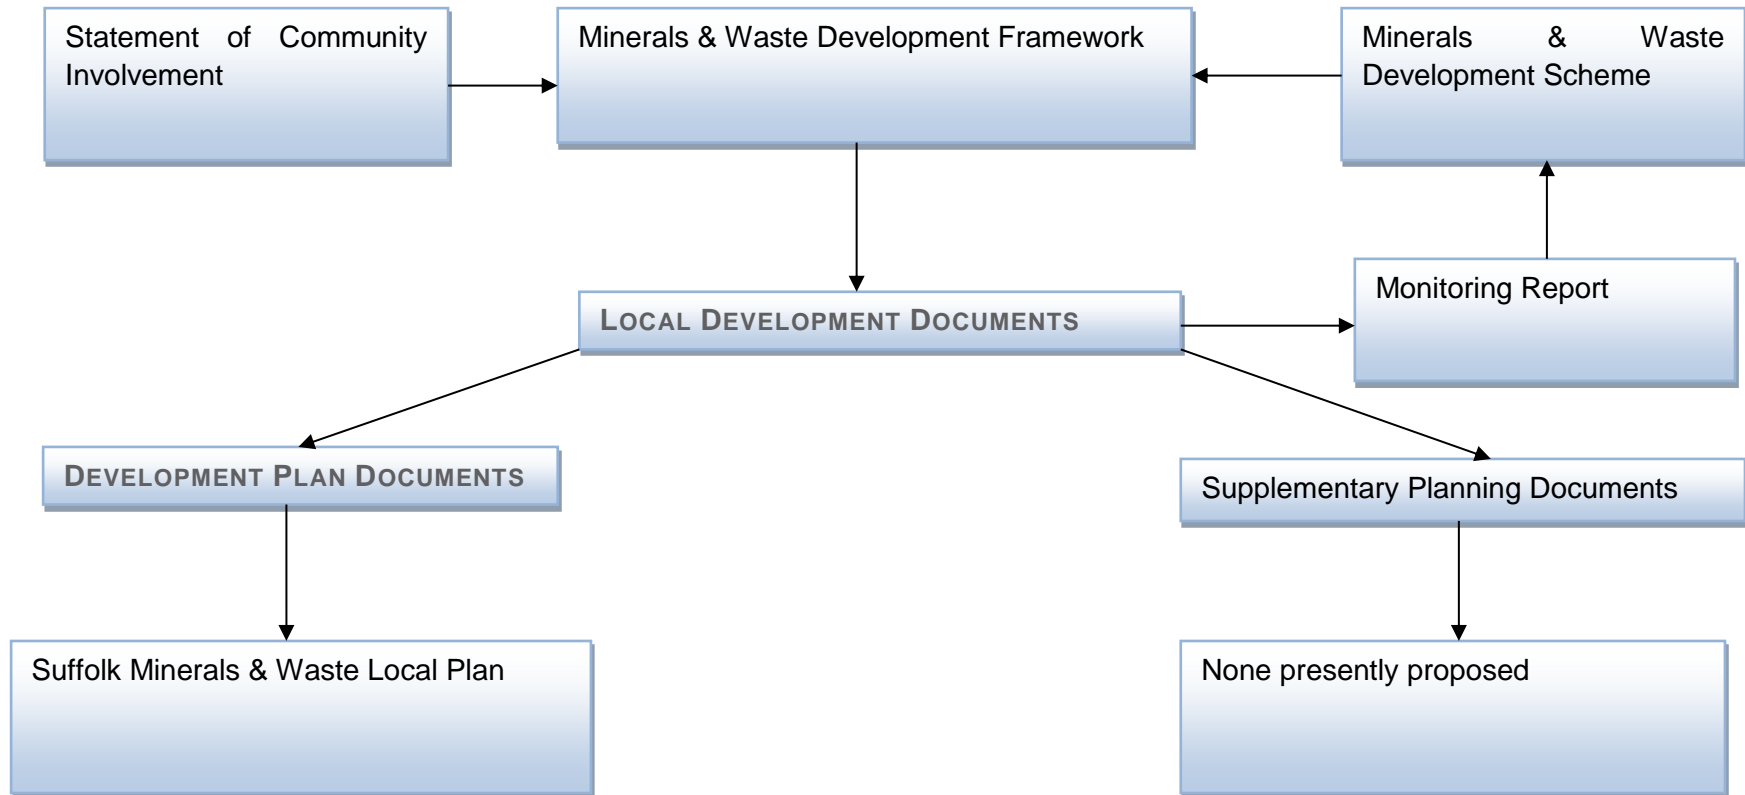 Statement of Community
Involvement
Minerals & Waste Development Framework
Minerals & Waste
Development Scheme
Monitoring Report
LOCAL DEVELOPMENT DOCUMENTS
DEVELOPMENT PLAN DOCUMENTS
Supplementary Planning Documents
Suffolk Minerals & Waste Local Plan
None presently proposed